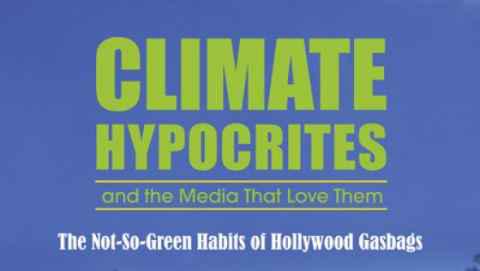 CLIMATE
HYPOCRITES
and the Media That Love Them
The Not-So-Green Habits of Hollywood Gasbags